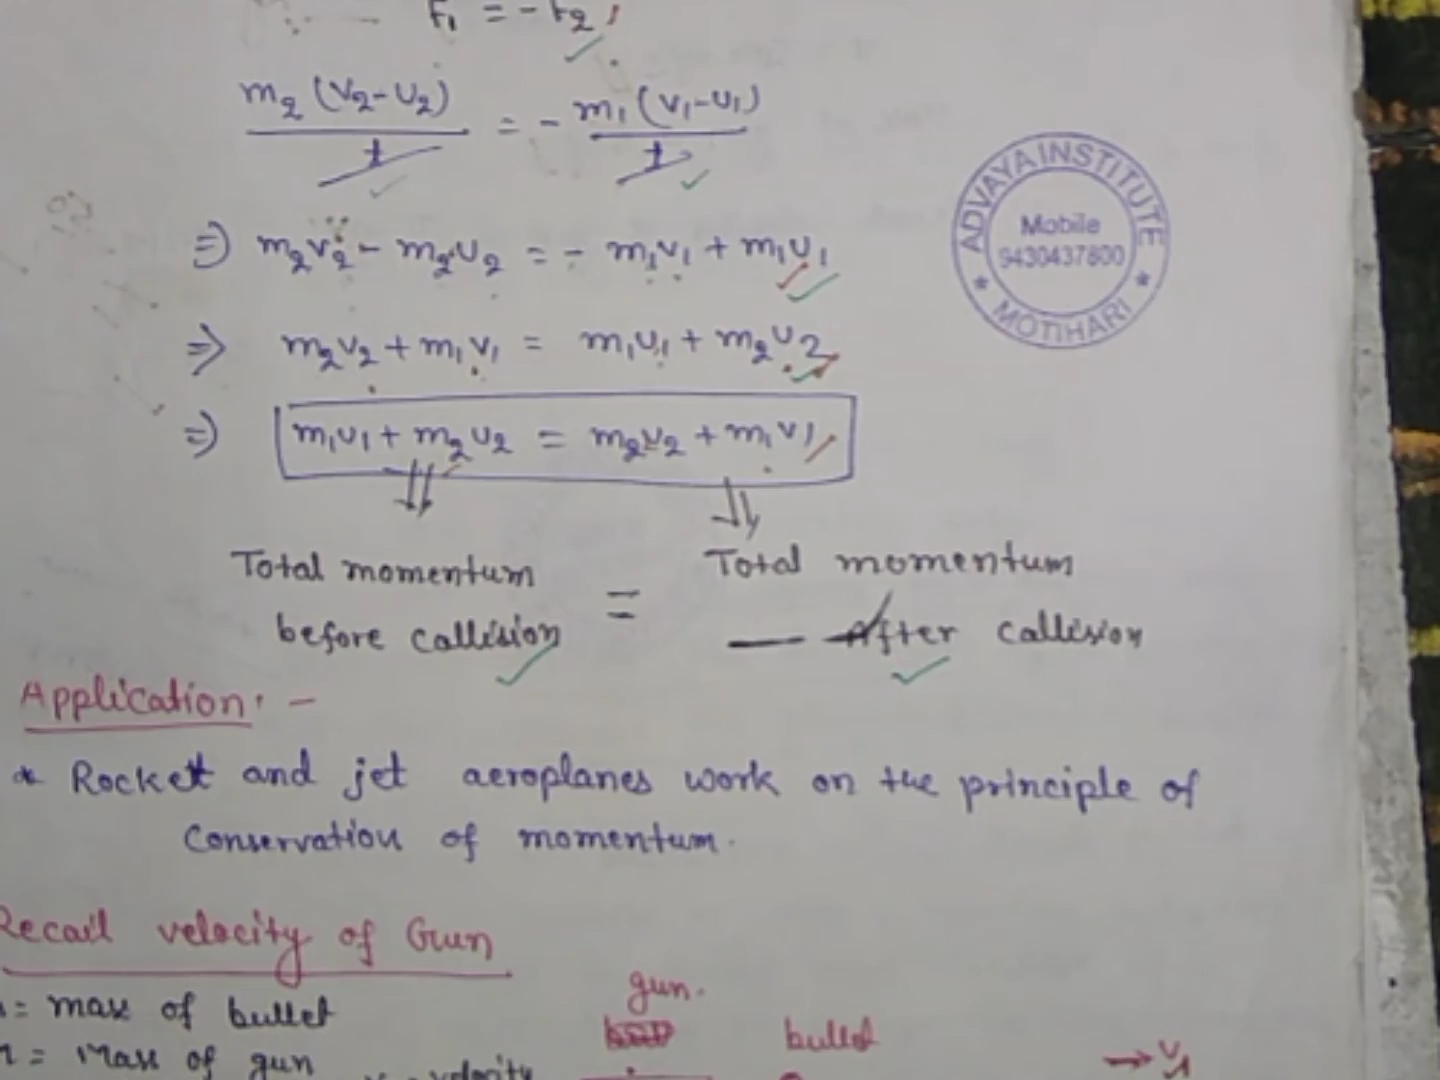 F₁ = - F₂
m₂ (v₂ - u₂) / t = - m₁ (v₁ - u₁) / t
⇒ m₂v₂ - m₂u₂ = - m₁v₁ + m₁u₁
⇒ m₂v₂ + m₁v₁ = m₁u₁ + m₂u₂
⇒ m₁u₁ + m₂u₂ = m₂v₂ + m₁v₁
Total momentum before callision = Total momentum After callision
Application: -
* Rocket and jet aeroplanes work on the principle of
Conservation of momentum.
Recail velocity of Gun
= mass of bullet
= Mass of gun
velocity
gun.
bullet
→ v₁
ADVAYA INSTITUTE
Mobile
9430437800
* MOTIHARI *